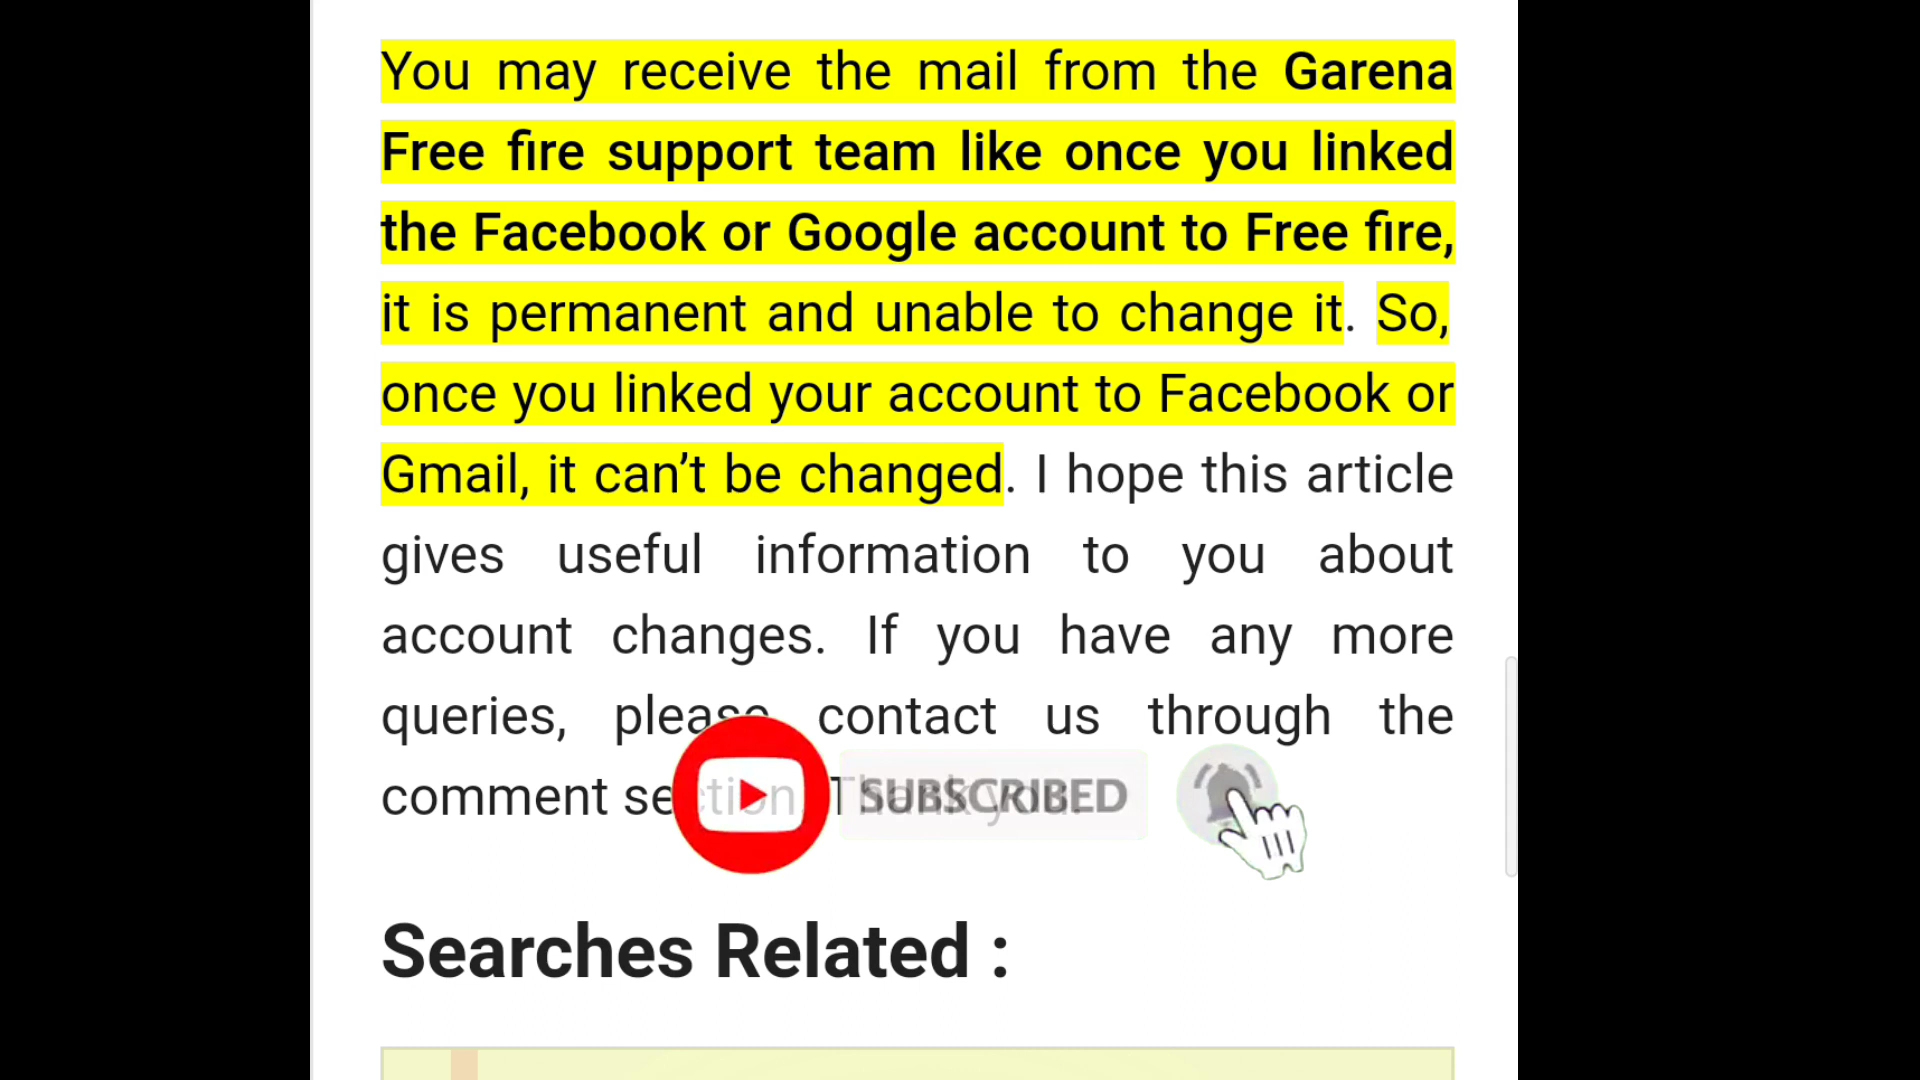 You may receive the mail from the Garena
Free fire support team like once you linked
the Facebook or Google account to Free fire,
it is permanent and unable to change it. So,
once you linked your account to Facebook or
Gmail, it can’t be changed. I hope this article
gives useful information to you about
account changes. If you have any more
queries, please contact us through the
comment section. Thank you.
SUBSCRIBED
Searches Related :